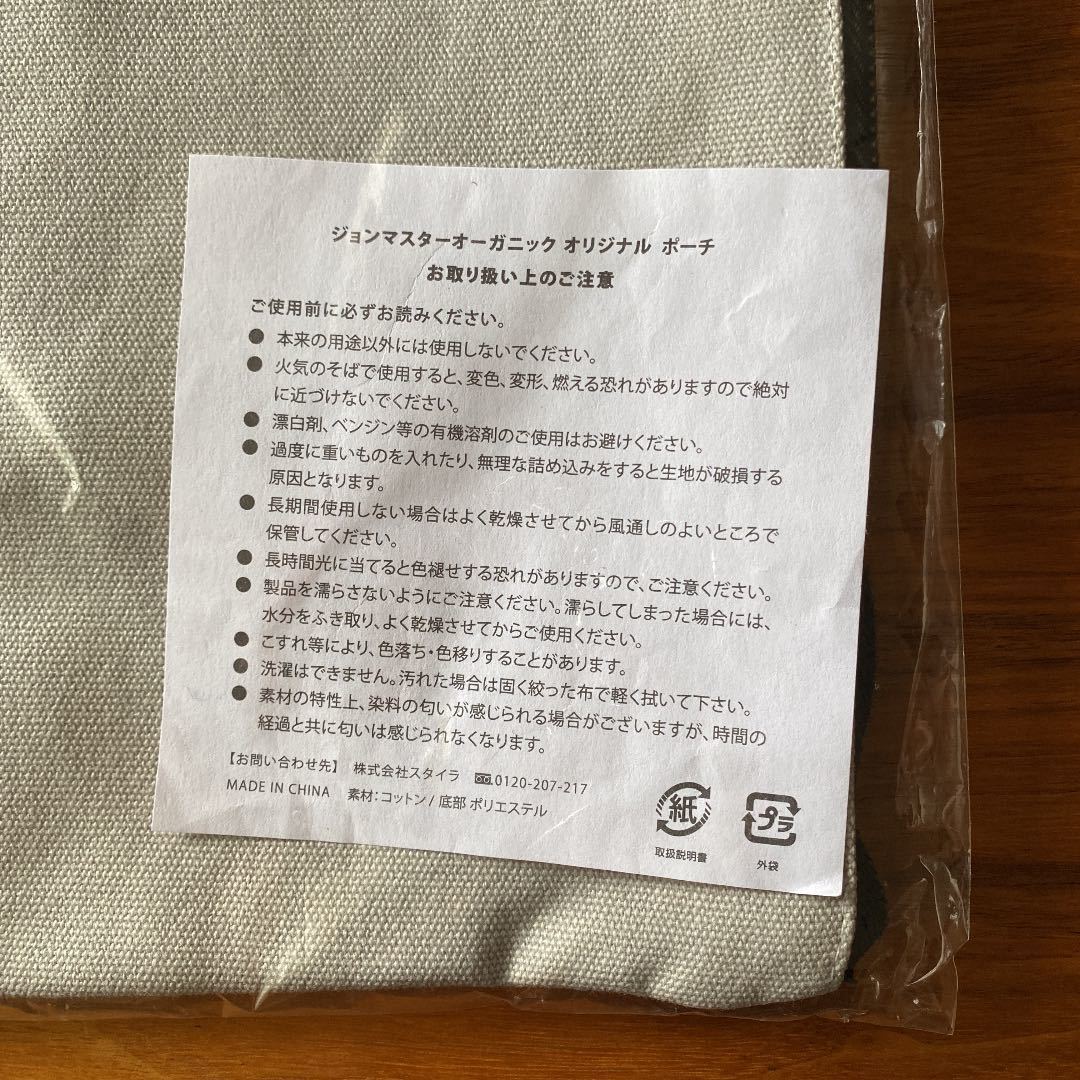 ジョンマスターオーガニック オリジナル ポーチ
お取り扱い上のご注意
ご使用前に必ずお読みください。
● 本来の用途以外には使用しないでください。
● 火気のそばで使用すると、変色、変形、燃える恐れがありますので絶対
に近づけないでください。
● 漂白剤、ベンジン等の有機溶剤のご使用はお避けください。
● 過度に重いものを入れたり、無理な詰め込みをすると生地が破損する
原因となります。
● 長期間使用しない場合はよく乾燥させてから風通しのよいところで
保管してください。
● 長時間光に当てると色褪せする恐れがありますので、ご注意ください。
● 製品を濡らさないようにご注意ください。濡らしてしまった場合には、
水分をふき取り、よく乾燥させてからご使用ください。
● こすれ等により、色落ち・色移りすることがあります。
● 洗濯はできません。汚れた場合は固く絞った布で軽く拭いて下さい。
● 素材の特性上、染料の匂いが感じられる場合がございますが、時間の
経過と共に匂いは感じられなくなります。
【お問い合わせ先】 株式会社スタイラ 0120-207-217
MADE IN CHINA 素材：コットン / 底部 ポリエステル
紙
取扱説明書
プラ
外袋